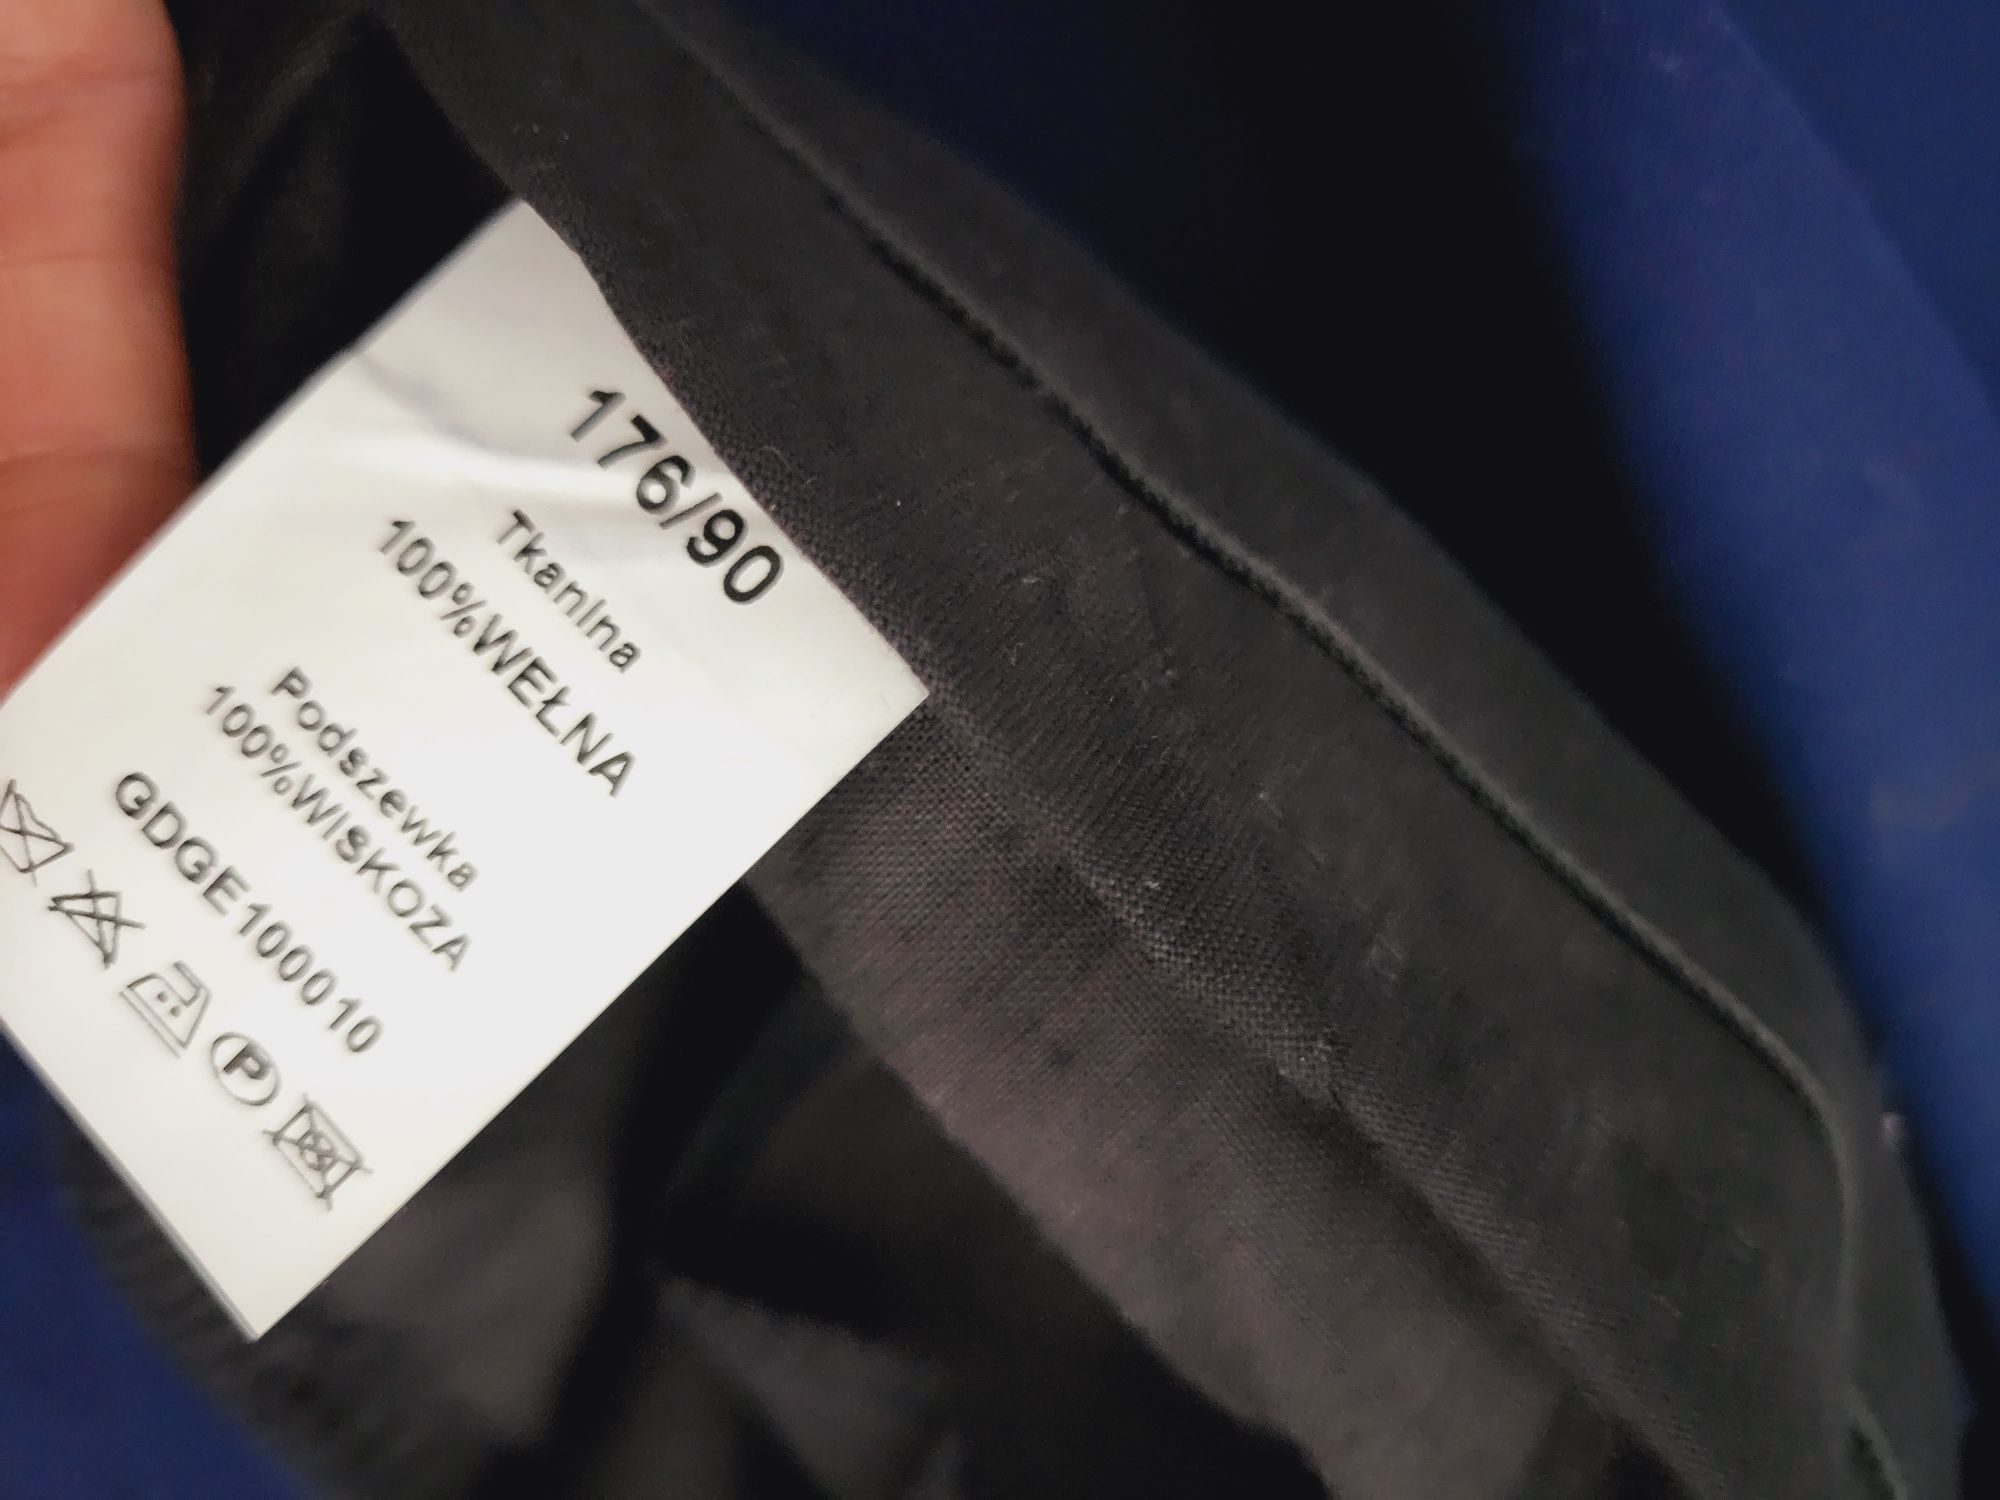 176/90
Tkanina
100%WEŁNA
Podszewka
100%WISKOZA
GDGE100010
P